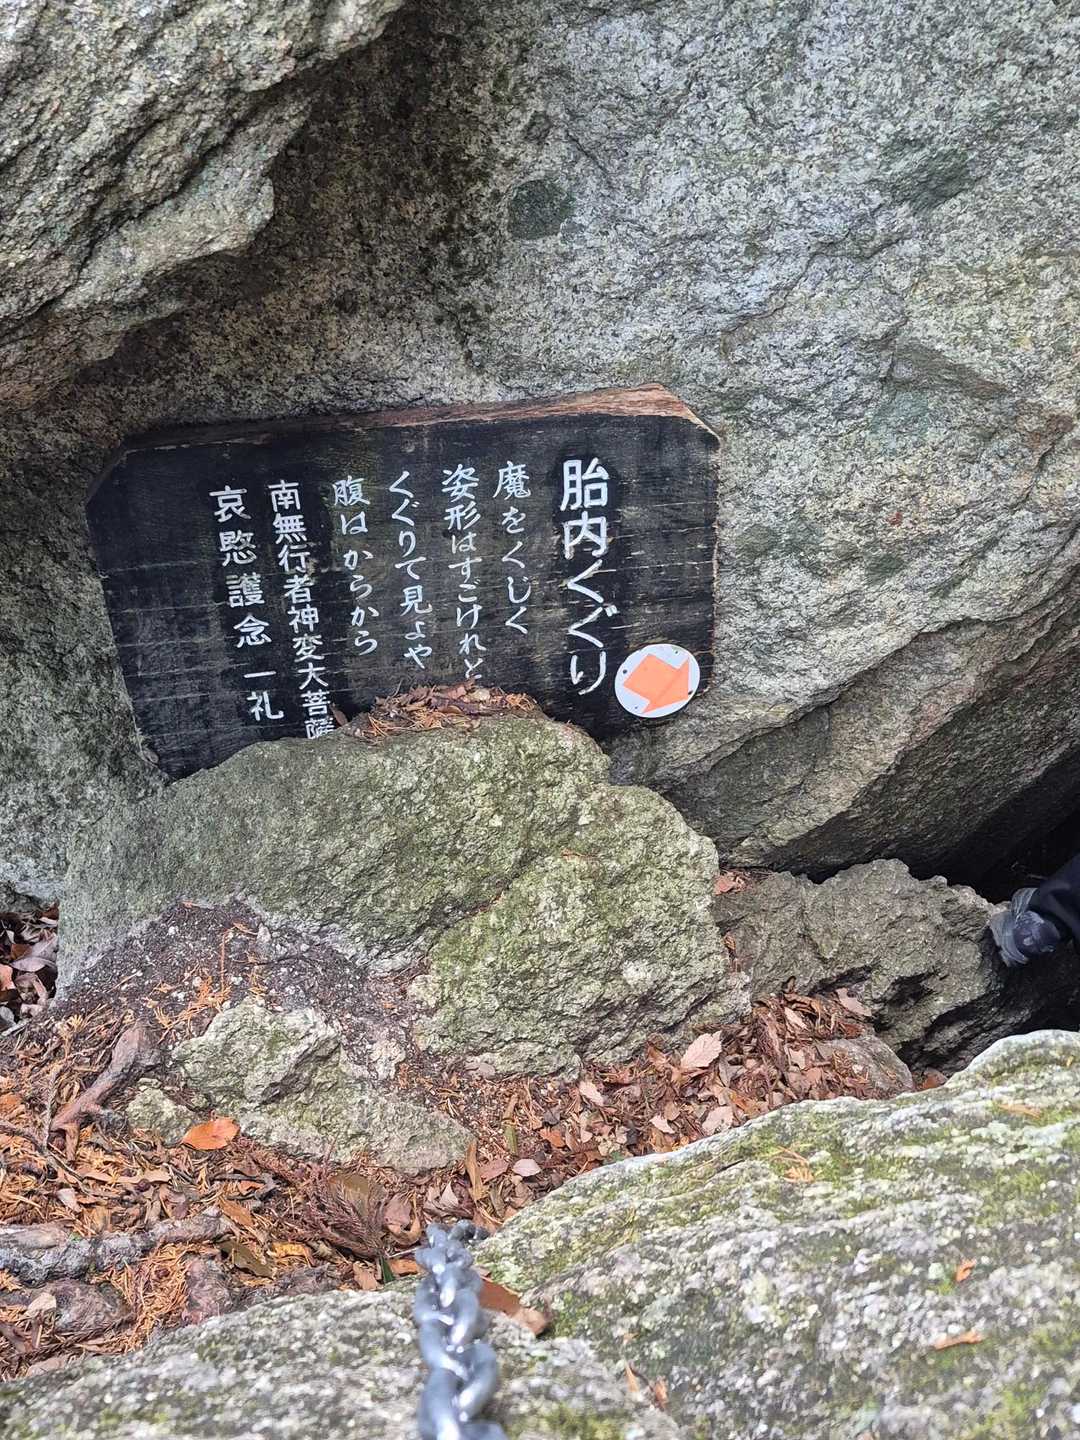 胎内くぐり
魔をくじく
姿形はすごけれど
くぐりて見よや
腹はからから
南無行者神変大菩薩
哀愍護念 一礼